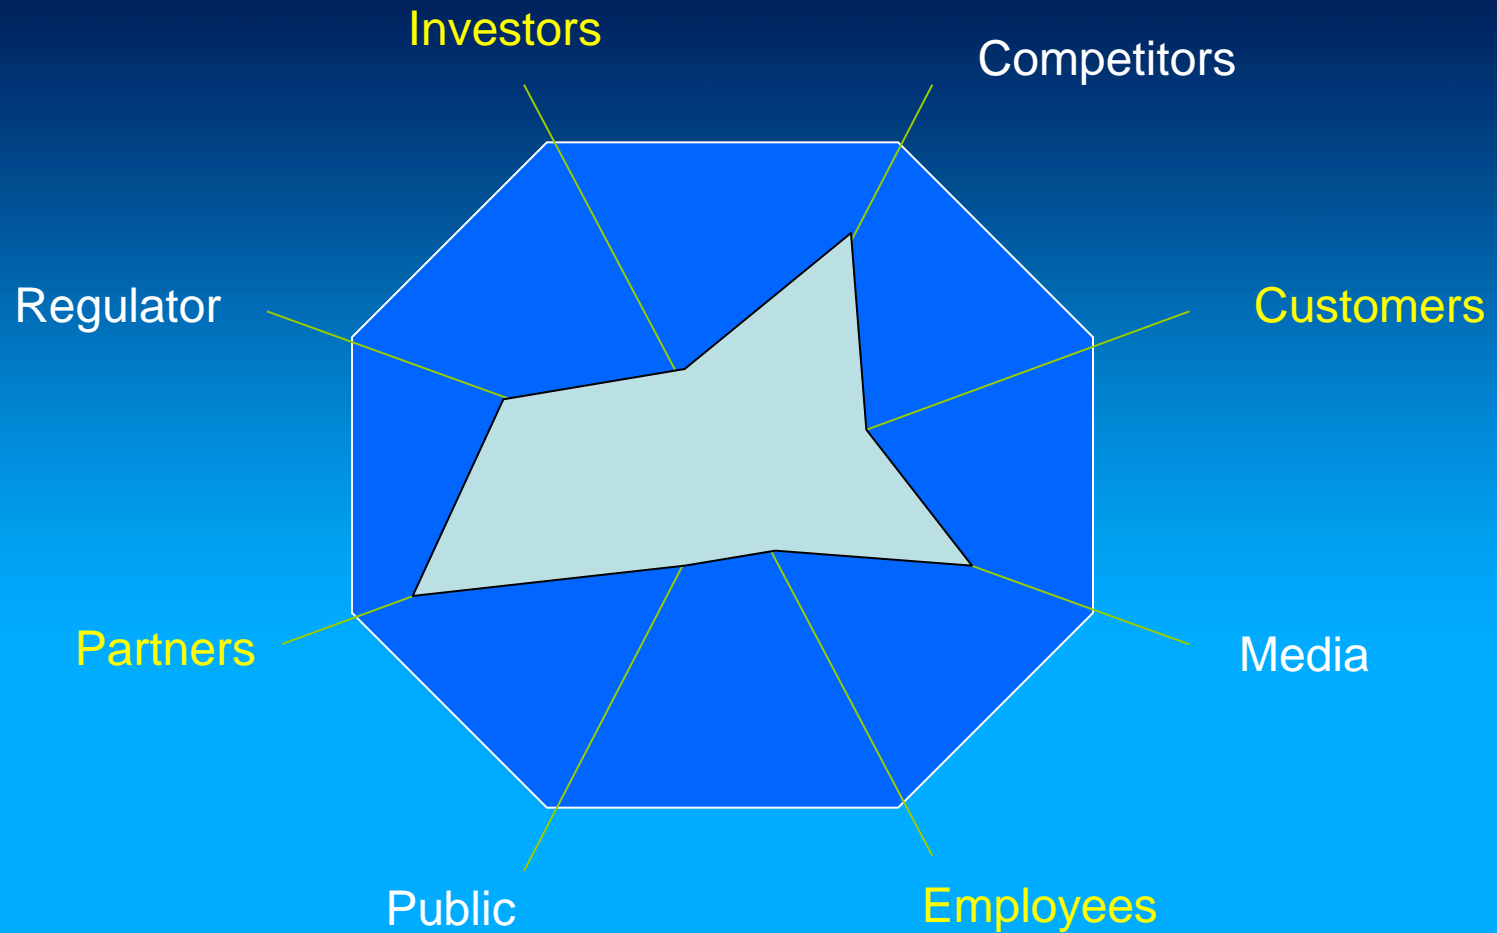 Investors
Competitors
Regulator
Customers
Partners
Media
Public
Employees